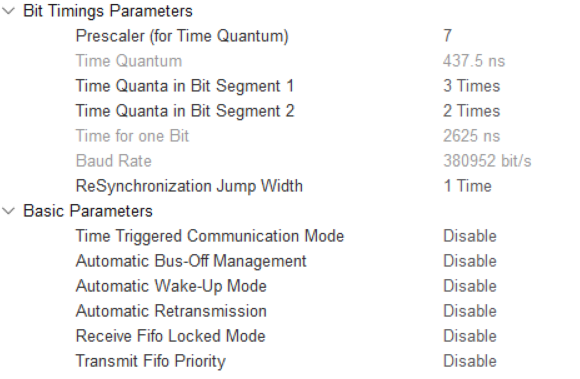 Bit Timings Parameters
Prescaler (for Time Quantum) 7
Time Quantum 437.5 ns
Time Quanta in Bit Segment 1 3 Times
Time Quanta in Bit Segment 2 2 Times
Time for one Bit 2625 ns
Baud Rate 380952 bit/s
ReSynchronization Jump Width 1 Time
Basic Parameters
Time Triggered Communication Mode Disable
Automatic Bus-Off Management Disable
Automatic Wake-Up Mode Disable
Automatic Retransmission Disable
Receive Fifo Locked Mode Disable
Transmit Fifo Priority Disable